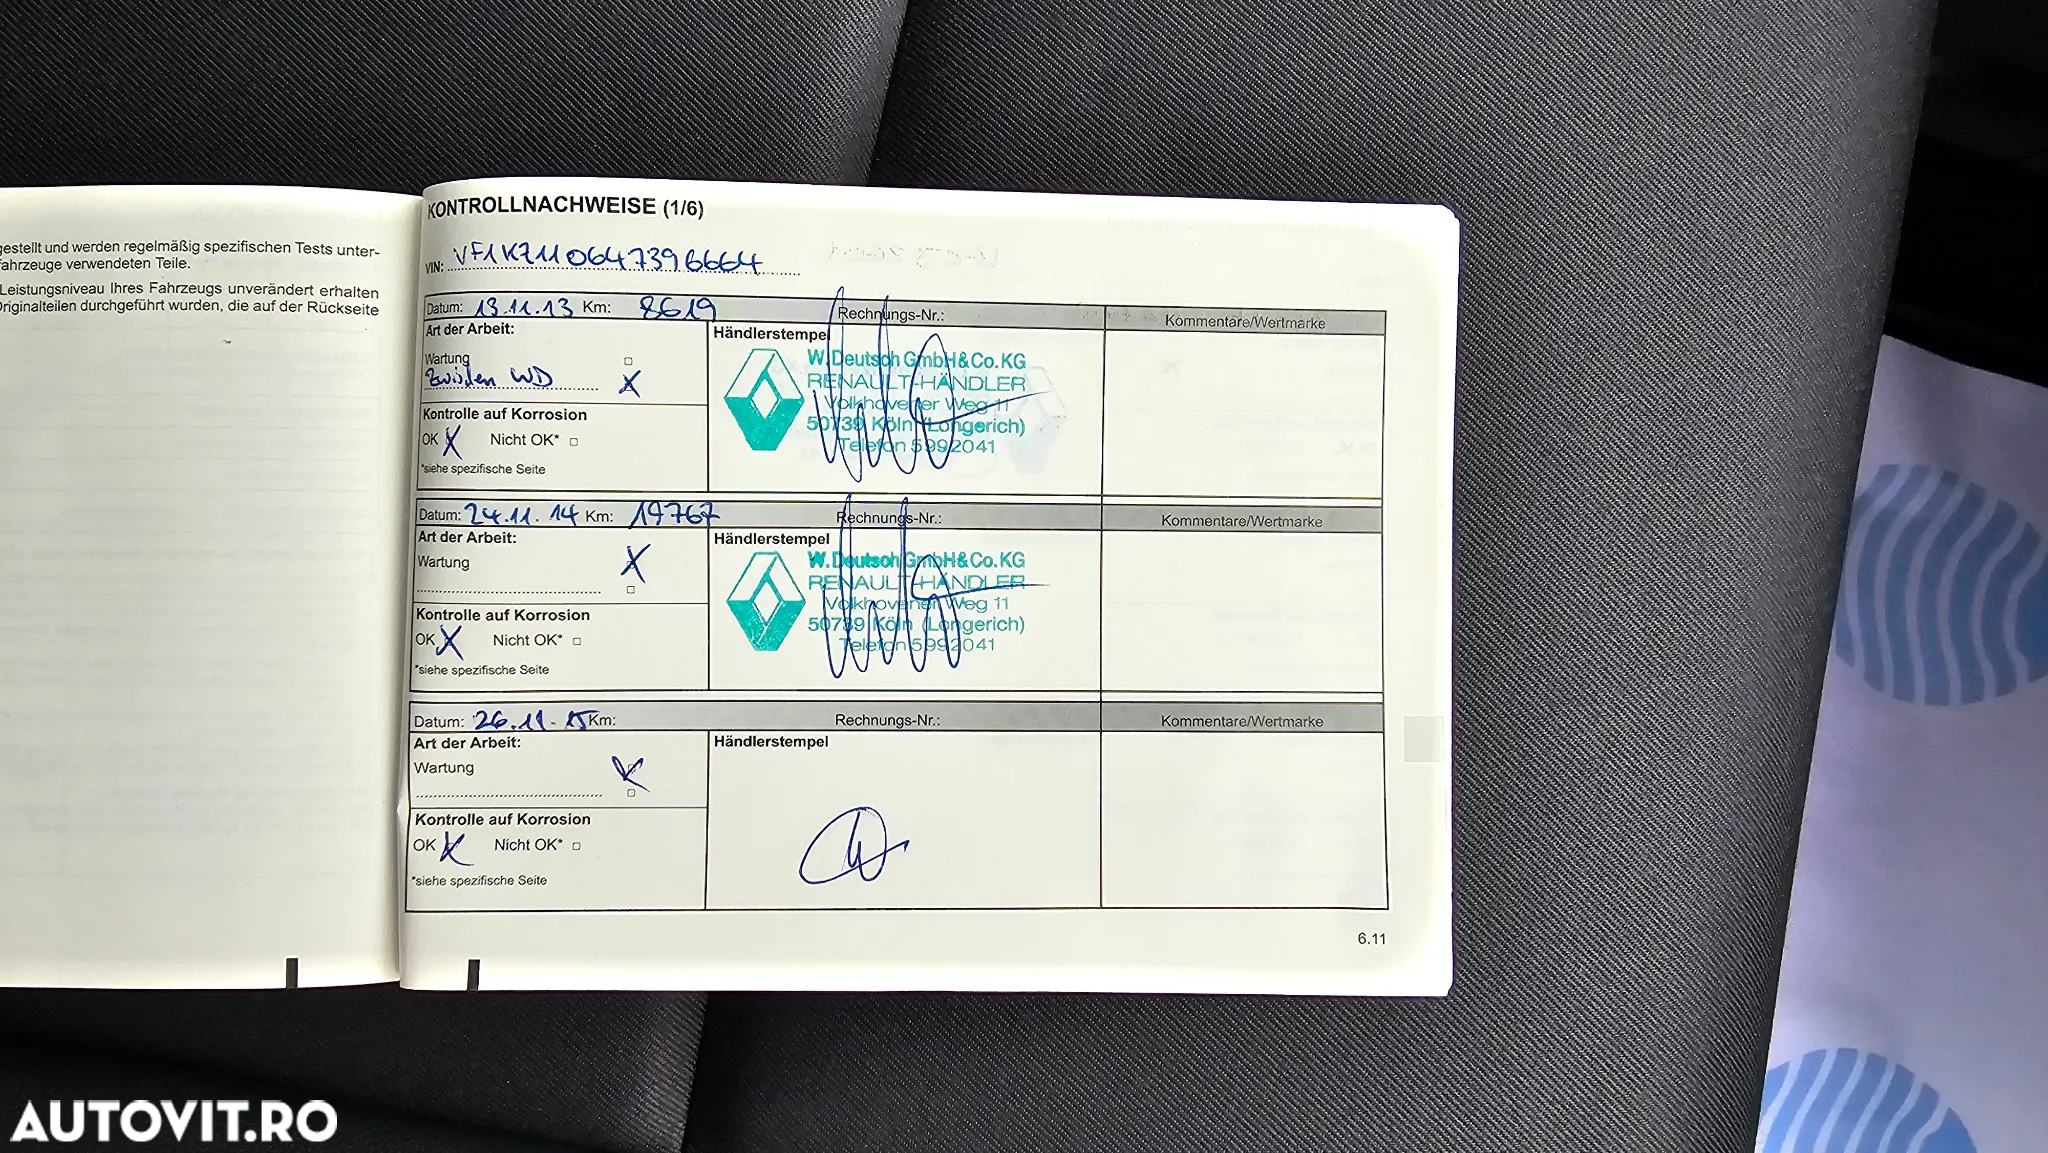 gestellt und werden regelmäßig spezifischen Tests unter-
ahrzeuge verwendeten Teile.
Leistungsniveau Ihres Fahrzeugs unverändert erhalten
Originalteilen durchgeführt wurden, die auf der Rückseite
KONTROLLNACHWEISE (1/6)
VIN: VF1KZ110647396664
Datum: 13.11.13 Km: 8619 Rechnungs-Nr.: Kommentare/Wertmarke
Art der Arbeit:
Wartung
WD
Kontrolle auf Korrosion
OK X Nicht OK*
*siehe spezifische Seite
Händlerstempel
W. Deutsch GmbH & Co. KG
RENAULT-HÄNDLER
Volkhovener Weg 11
50739 Köln (Longerich)
Telefon 5992041
Datum: 24.11.14 Km: 19767 Rechnungs-Nr.: Kommentare/Wertmarke
Art der Arbeit:
Wartung X
Kontrolle auf Korrosion
OK X Nicht OK*
*siehe spezifische Seite
Händlerstempel
W. Deutsch GmbH & Co. KG
RENAULT-HÄNDLER
Volkhovener Weg 11
50739 Köln (Longerich)
Telefon 5992041
Datum: 26.11.15 Km: Rechnungs-Nr.: Kommentare/Wertmarke
Art der Arbeit:
Wartung X
Kontrolle auf Korrosion
OK X Nicht OK*
*siehe spezifische Seite
Händlerstempel
6.11
AUTOVIT.RO